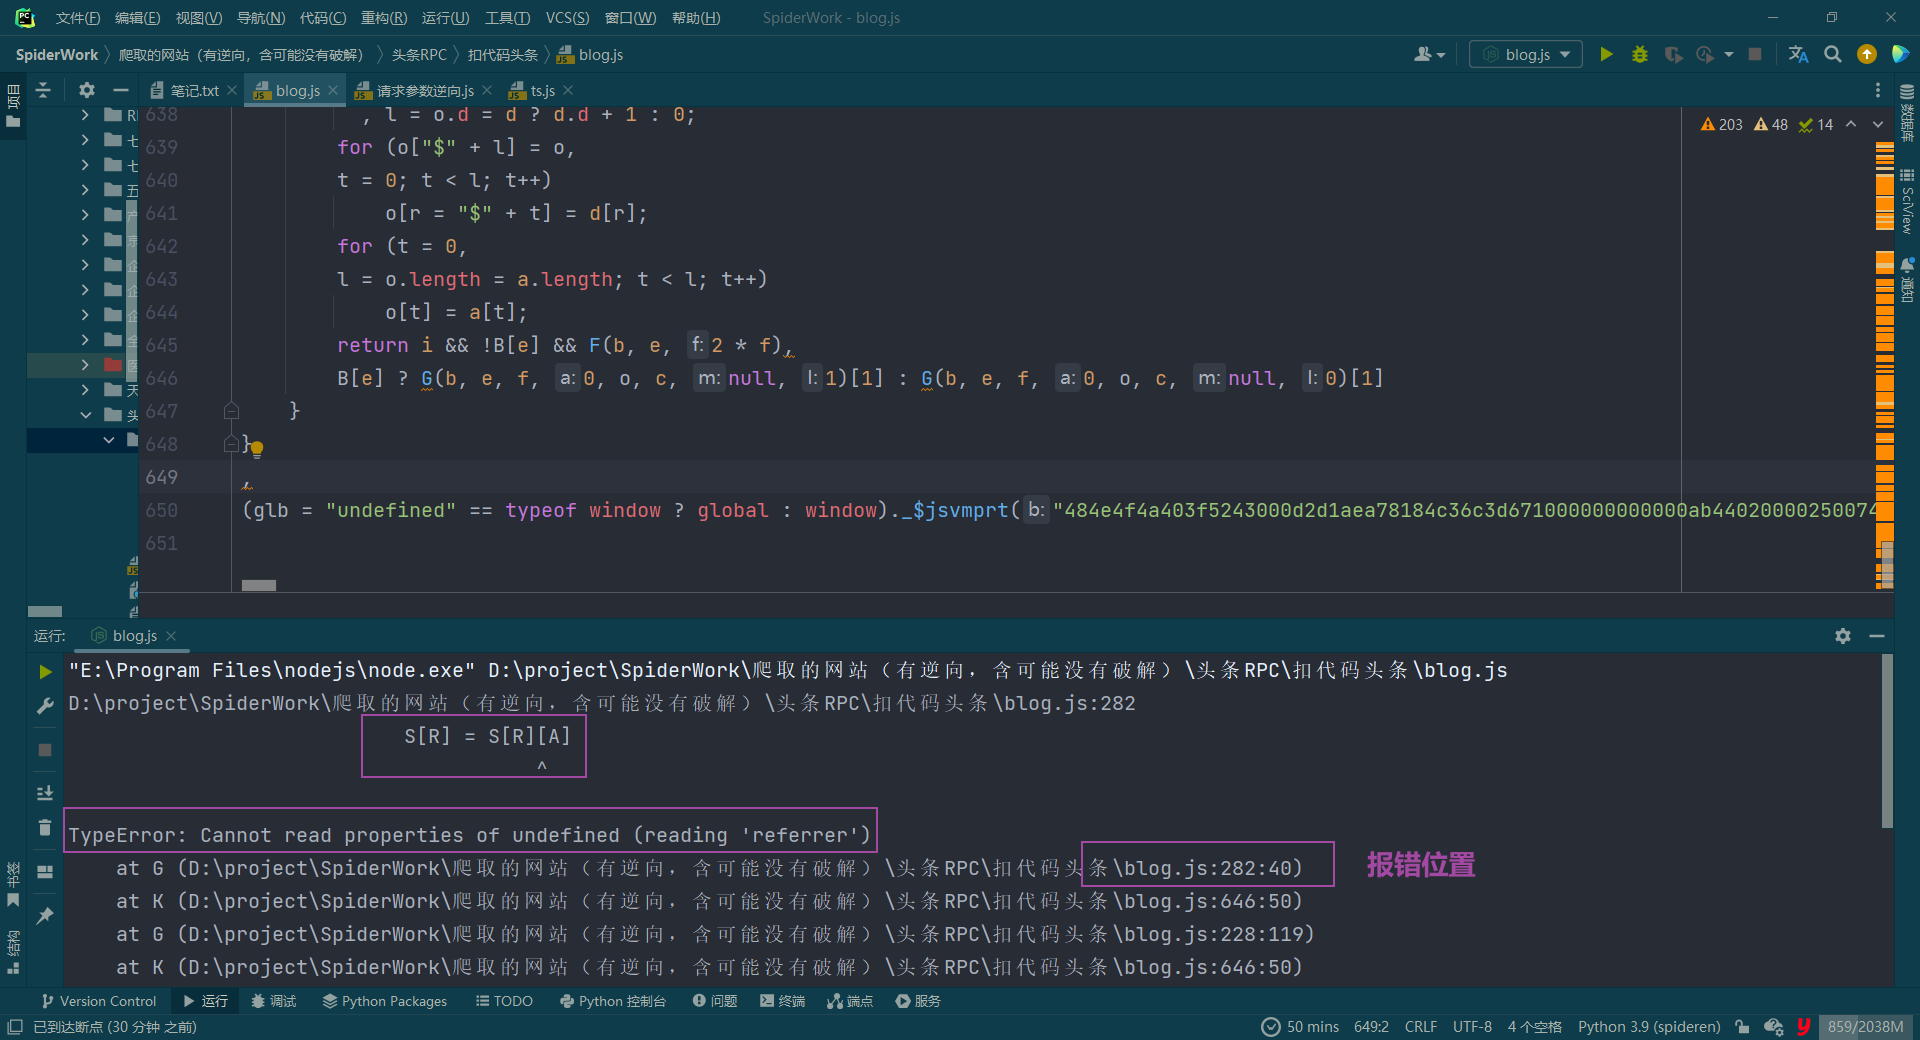 文件(F) 编辑(E) 视图(V) 导航(N) 代码(C) 重构(R) 运行(U) 工具(T) VCS(S) 窗口(W) 帮助(H) SpiderWork - blog.js
SpiderWork 爬取的网站（有逆向，含可能没有破解） 头条RPC 扣代码头条 blog.js
blog.js
项目
笔记.txt blog.js 请求参数逆向.js ts.js
203 48 14
数据库
SciView
通知
638 , l = o.d = d ? d.d + 1 : 0;
639 for (o["$" + l] = o,
640 t = 0; t < l; t++)
641 o[r = "$" + t] = d[r];
642 for (t = 0,
643 l = o.length = a.length; t < l; t++)
644 o[t] = a[t];
645 return i && !B[e] && F(b, e, f: 2 * f),
646 B[e] ? G(b, e, f, a: 0, o, c, m: null, l: 1)[1] : G(b, e, f, a: 0, o, c, m: null, l: 0)[1]
647 }
648 }
649 ,
650 (glb = "undefined" == typeof window ? global : window)._$jsvmprt( b: "484e4f4a403f5243000d2d1aea78184c36c3d671000000000000ab44020000250074
651
运行: blog.js
"E:\Program Files\nodejs\node.exe" D:\project\SpiderWork\爬取的网站（有逆向，含可能没有破解）\头条RPC\扣代码头条\blog.js
D:\project\SpiderWork\爬取的网站（有逆向，含可能没有破解）\头条RPC\扣代码头条\blog.js:282
S[R] = S[R][A]
^
TypeError: Cannot read properties of undefined (reading 'referrer')
at G (D:\project\SpiderWork\爬取的网站（有逆向，含可能没有破解）\头条RPC\扣代码头条\blog.js:282:40)
报错位置
at K (D:\project\SpiderWork\爬取的网站（有逆向，含可能没有破解）\头条RPC\扣代码头条\blog.js:646:50)
at G (D:\project\SpiderWork\爬取的网站（有逆向，含可能没有破解）\头条RPC\扣代码头条\blog.js:228:119)
at K (D:\project\SpiderWork\爬取的网站（有逆向，含可能没有破解）\头条RPC\扣代码头条\blog.js:646:50)
书签
结构
Version Control 运行 调试 Python Packages TODO Python 控制台 问题 终端 端点 服务
已到达断点 (30 分钟 之前) 50 mins 649:2 CRLF UTF-8 4 个空格 Python 3.9 (spideren) 859/2038M